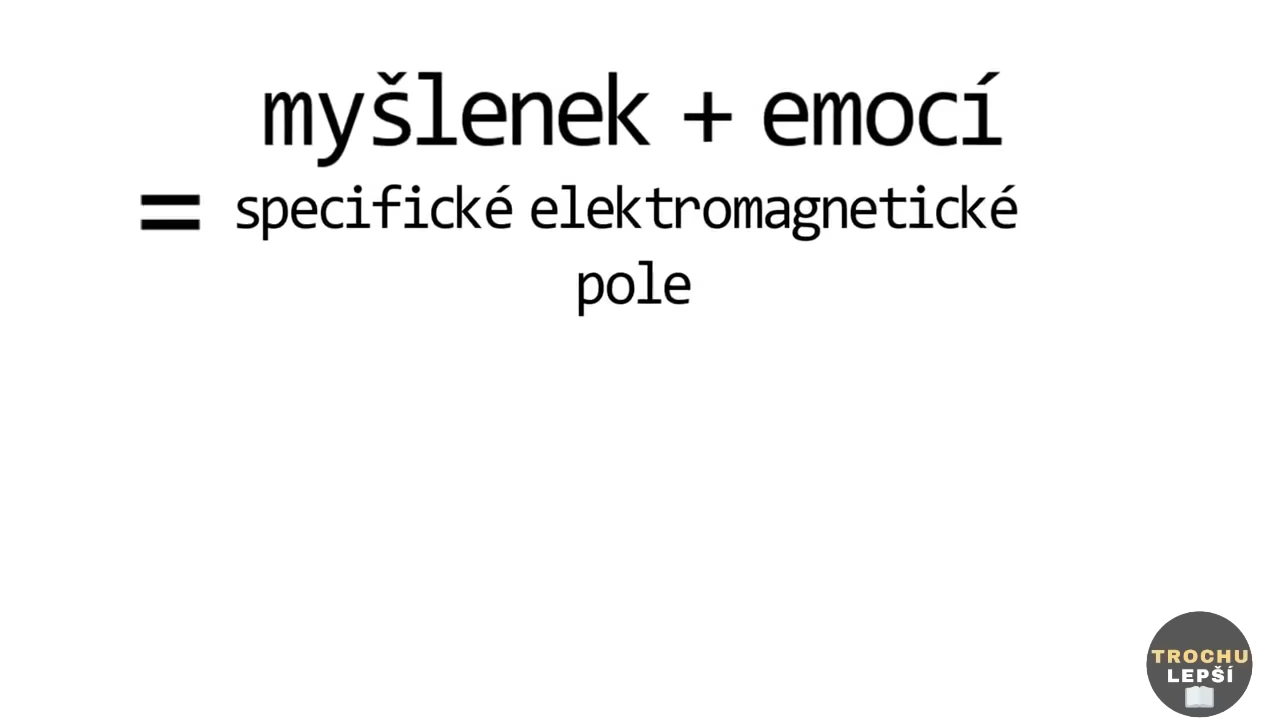 myšlenek + emocí
= specifické elektromagnetické
pole
TROCHU
LEPŠÍ